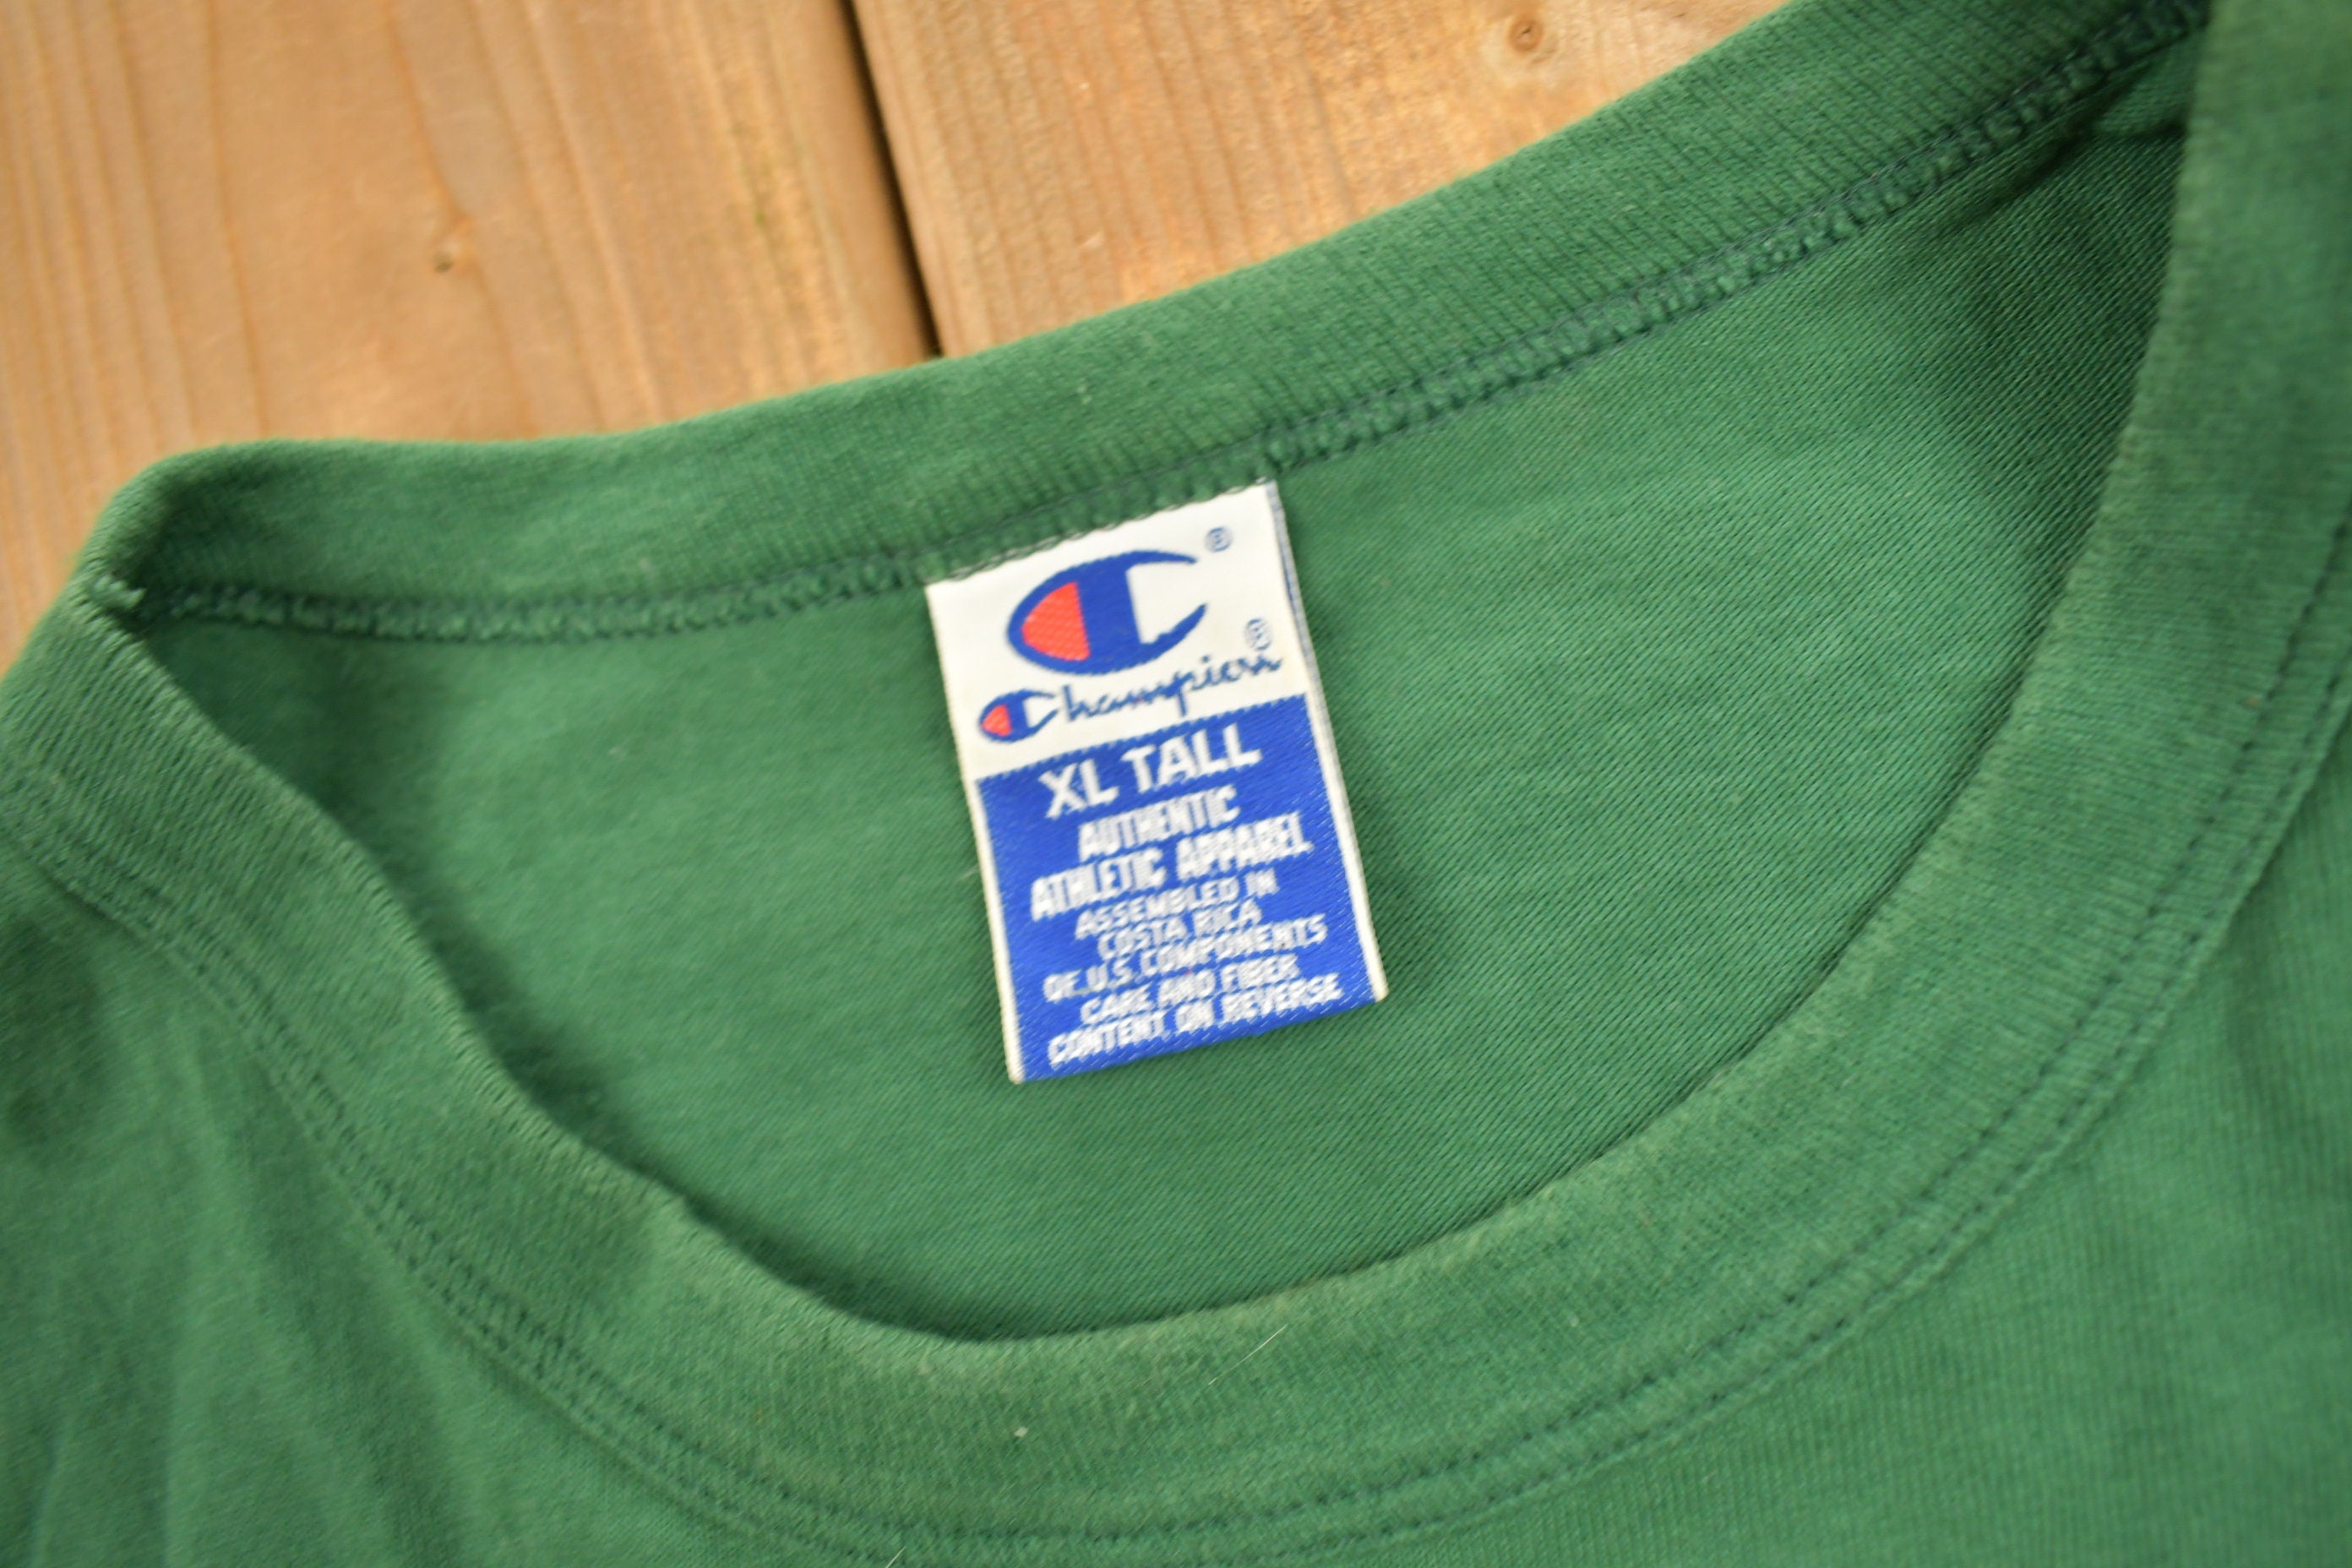 ®
Champion®
XL TALL
AUTHENTIC
ATHLETIC APPAREL
ASSEMBLED IN
COSTA RICA
OF U.S. COMPONENTS
CARE AND FIBER
CONTENT ON REVERSE